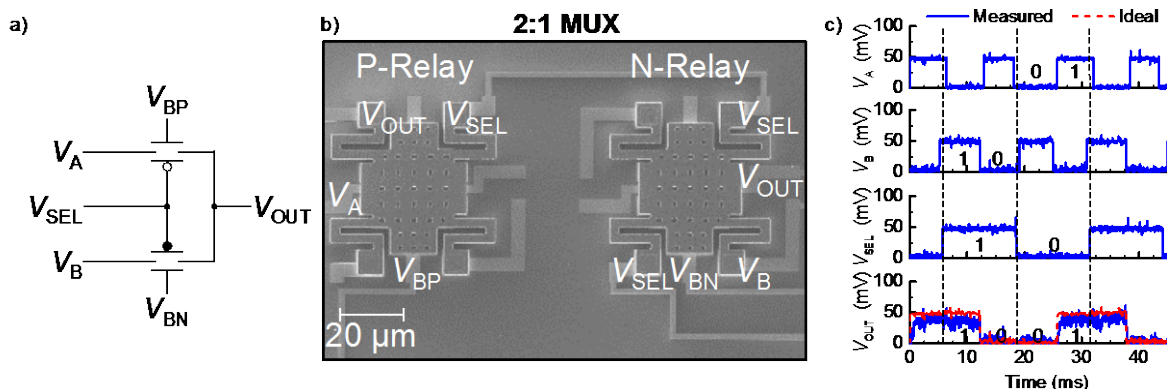 2:1 MUX
a)
V_BP
V_A
V_SEL
V_OUT
V_B
V_BN
b)
P-Relay
N-Relay
V_OUT
V_SEL
V_SEL
V_A
V_OUT
V_BP
V_SEL
V_BN
V_B
20 µm
c)
Measured
Ideal
V_A (mV)
100
50
0
0 1
V_B (mV)
100
50
0
1 0
V_SEL (mV)
100
50
0
1 0
V_OUT (mV)
100
50
0
1 0 0 1
0 10 20 30 40
Time (ms)